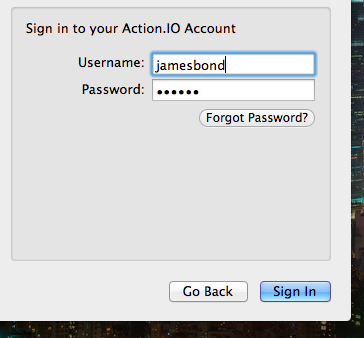 Sign in to your Action.IO Account
Username: jamesbond
Password: ••••••
Forgot Password?
Go Back Sign In